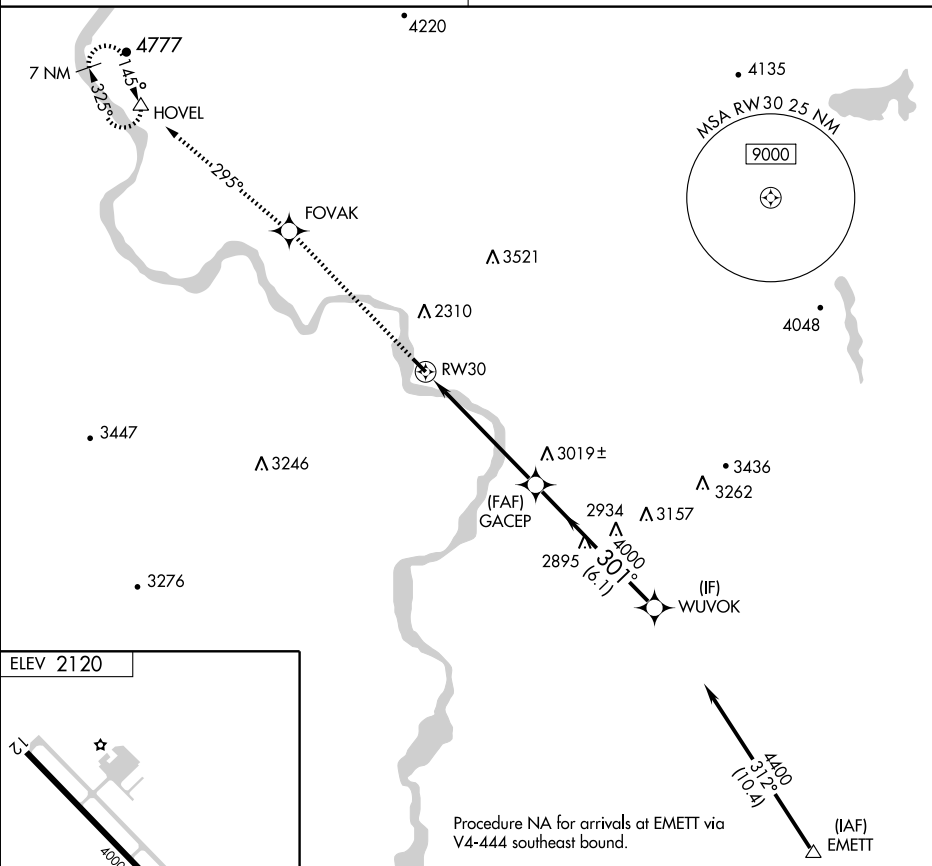 4220
4777
7 NM
145°
325°
HOVEL
4135
MSA RW30 25 NM
9000
295°
FOVAK
3521
2310
4048
RW30
3447
3246
3019±
3436
3262
(FAF)
GACEP
2934
3157
2895
4000
301°
(6.1)
(IF)
WUVOK
3276
ELEV 2120
12
4000
4400
312°
(10.4)
Procedure NA for arrivals at EMETT via
V4-444 southeast bound.
(IAF)
EMETT